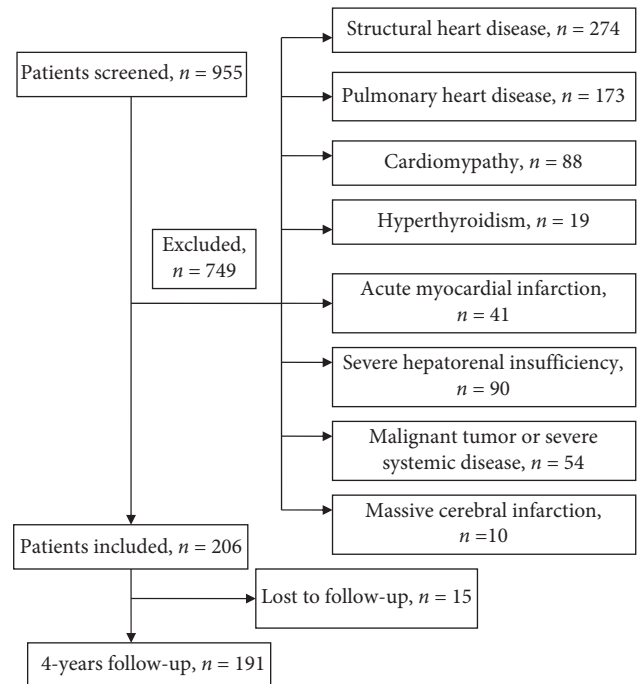 Patients screened, n = 955
Structural heart disease, n = 274
Pulmonary heart disease, n = 173
Cardiomypathy, n = 88
Hyperthyroidism, n = 19
Excluded,
n = 749
Acute myocardial infarction,
n = 41
Severe hepatorenal insufficiency,
n = 90
Malignant tumor or severe
systemic disease, n = 54
Massive cerebral infarction,
n =10
Patients included, n = 206
Lost to follow-up, n = 15
4-years follow-up, n = 191